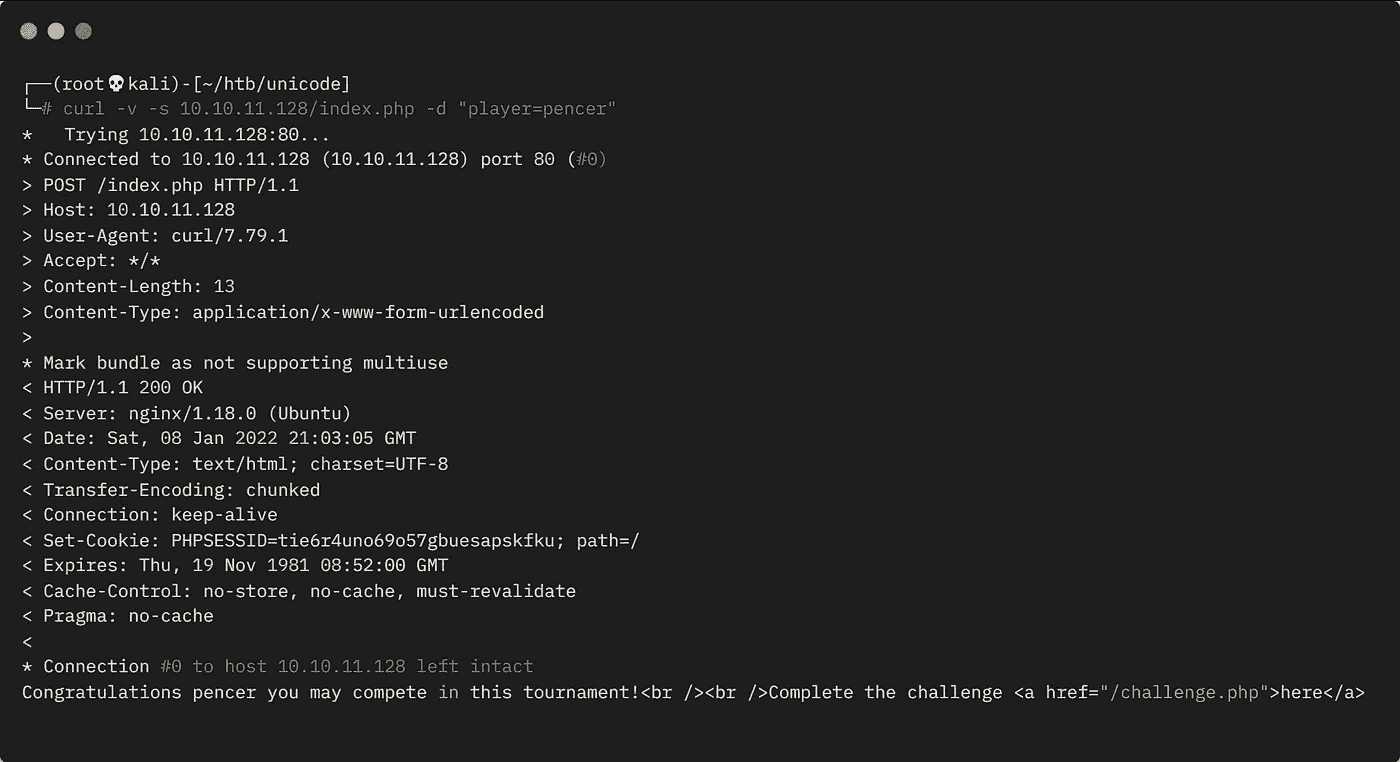 ┌──(root💀kali)-[~/htb/unicode]
└─# curl -v -s 10.10.11.128/index.php -d "player=pencer"
*   Trying 10.10.11.128:80...
* Connected to 10.10.11.128 (10.10.11.128) port 80 (#0)
> POST /index.php HTTP/1.1
> Host: 10.10.11.128
> User-Agent: curl/7.79.1
> Accept: */*
> Content-Length: 13
> Content-Type: application/x-www-form-urlencoded
>
* Mark bundle as not supporting multiuse
< HTTP/1.1 200 OK
< Server: nginx/1.18.0 (Ubuntu)
< Date: Sat, 08 Jan 2022 21:03:05 GMT
< Content-Type: text/html; charset=UTF-8
< Transfer-Encoding: chunked
< Connection: keep-alive
< Set-Cookie: PHPSESSID=tie6r4uno69o57gbuesapskfku; path=/
< Expires: Thu, 19 Nov 1981 08:52:00 GMT
< Cache-Control: no-store, no-cache, must-revalidate
< Pragma: no-cache
<
* Connection #0 to host 10.10.11.128 left intact
Congratulations pencer you may compete in this tournament!<br /><br />Complete the challenge <a href="/challenge.php">here</a>